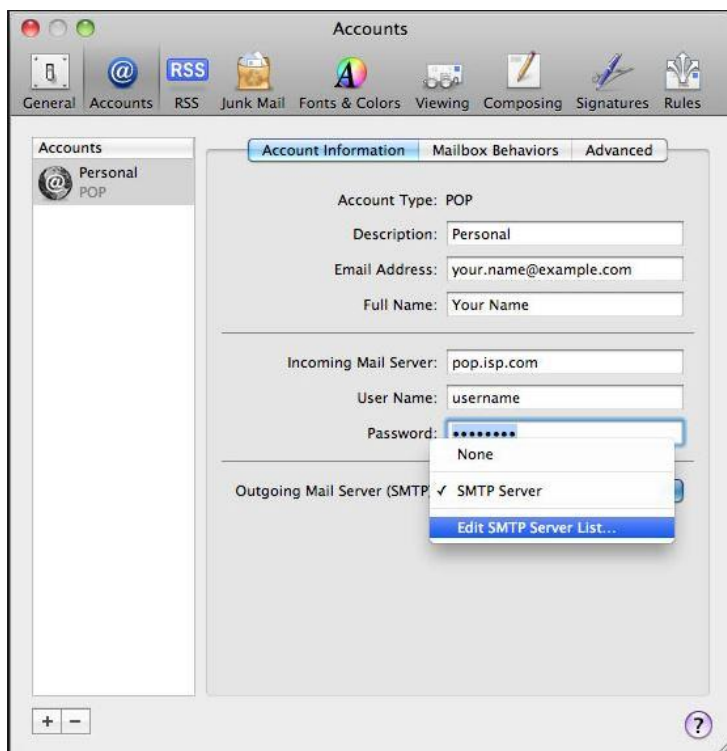 Accounts
RSS
General Accounts RSS Junk Mail Fonts & Colors Viewing Composing Signatures Rules
Accounts
Personal
POP
Account Information Mailbox Behaviors Advanced
Account Type: POP
Description: Personal
Email Address: your.name@example.com
Full Name: Your Name
Incoming Mail Server: pop.isp.com
User Name: username
Password: ••••••••
None
Outgoing Mail Server (SMTP) ✓ SMTP Server
Edit SMTP Server List...
+ − ?